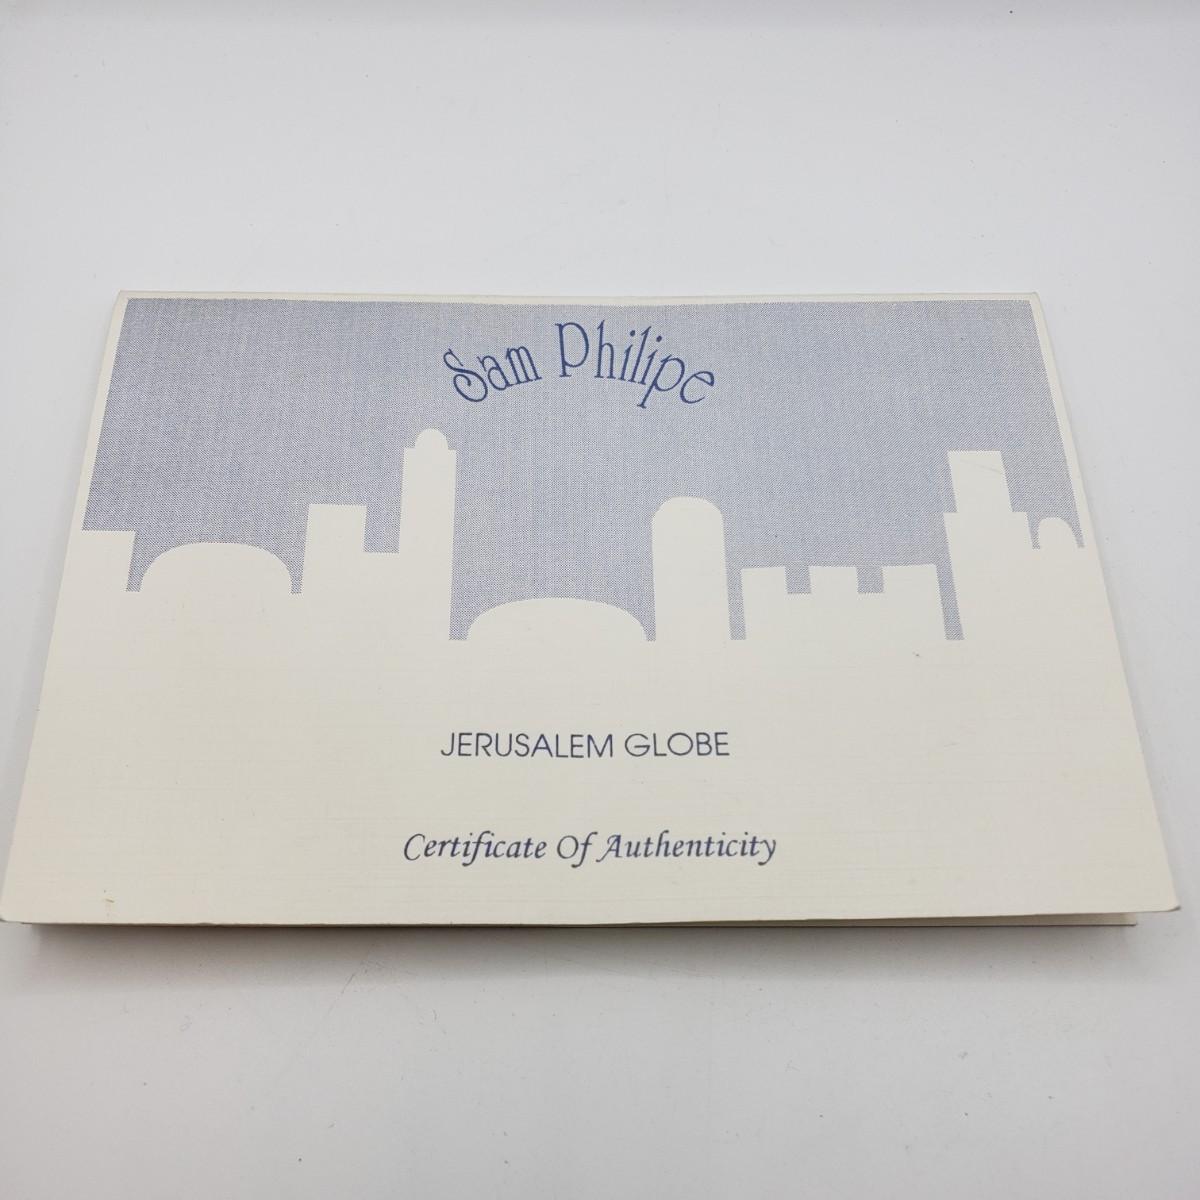 Sam Philipe
JERUSALEM GLOBE
Certificate Of Authenticity